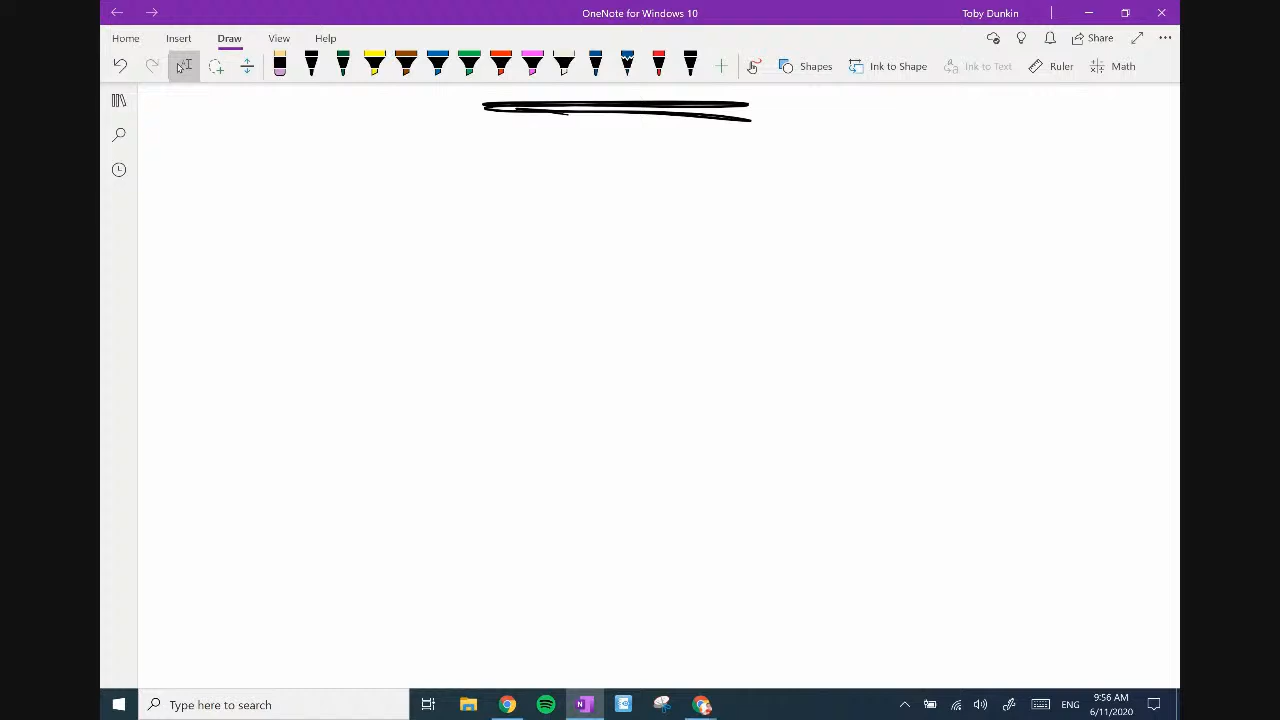 OneNote for Windows 10
Toby Dunkin
Home
Insert
Draw
View
Help
Share
Shapes
Ink to Shape
Ink to Text
Ruler
Math
Type here to search
ENG
9:56 AM
6/11/2020